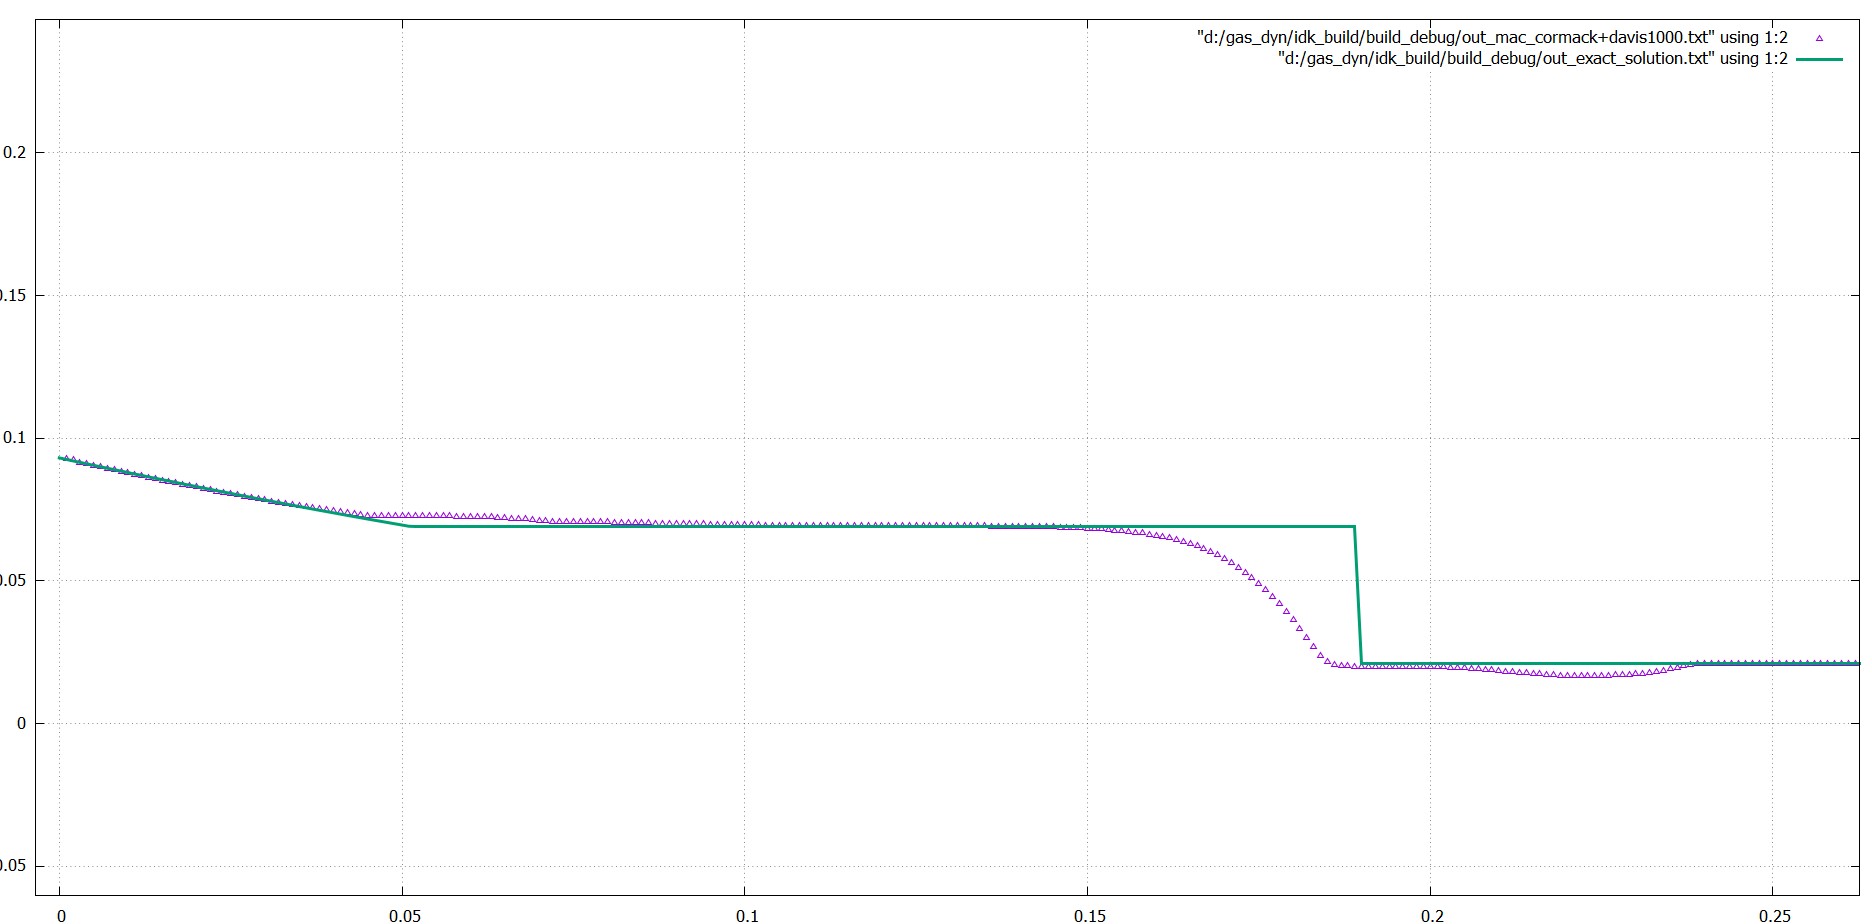 "d:/gas_dyn/idk_build/build_debug/out_mac_cormack+davis1000.txt" using 1:2
"d:/gas_dyn/idk_build/build_debug/out_exact_solution.txt" using 1:2
0.2
0.15
0.1
0.05
0
0.05
0 0.05 0.1 0.15 0.2 0.25